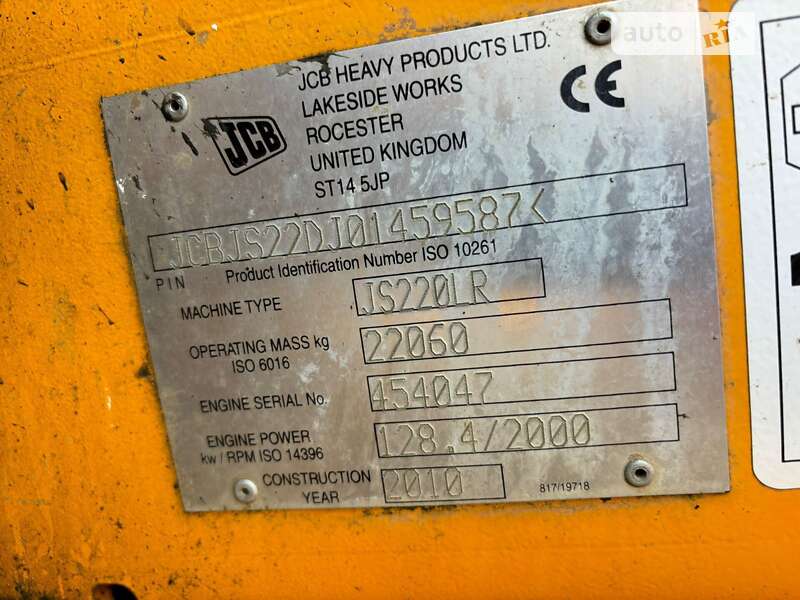 auto RIA
JCB HEAVY PRODUCTS LTD.
LAKESIDE WORKS
ROCESTER
UNITED KINGDOM
ST14 5JP
JCB
CE
JCBJS22DJ01459587<
PIN Product Identification Number ISO 10261
MACHINE TYPE JS220LR
OPERATING MASS kg 22060
ISO 6016
ENGINE SERIAL No. 454047
ENGINE POWER 128.4/2000
kw / RPM ISO 14396
CONSTRUCTION 2010
YEAR
817/19718